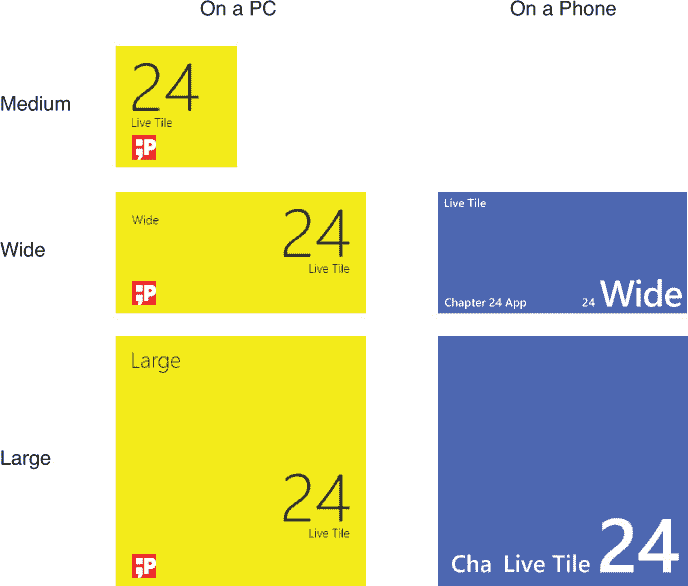 On a PC
On a Phone
Medium
24
Live Tile
;P
Wide
Wide
24
Live Tile
;P
Live Tile
Chapter 24 App
24 Wide
Large
Large
24
Live Tile
;P
Cha Live Tile 24